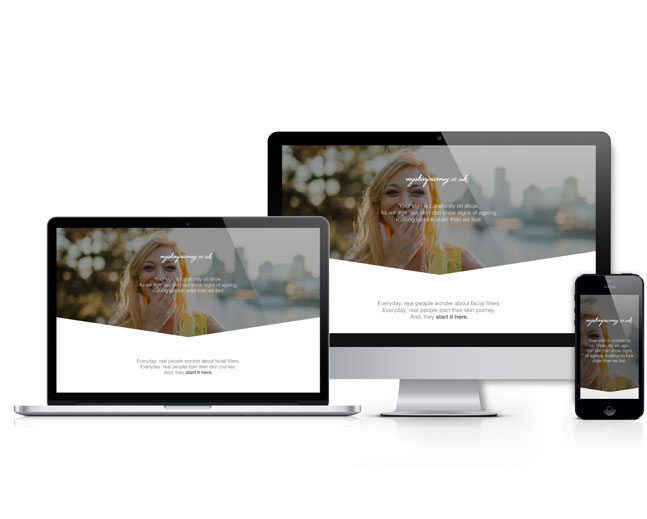 myskinjourney.co.uk
Your skin is constantly on show.
As we age, our skin can show signs of ageing,
making us look older than we feel.
Everyday, real people wonder about facial fillers.
Everyday, real people start their skin journey.
And, they start it here.
myskinjourney.co.uk
Your skin is constantly on show.
As we age, our skin can show signs of ageing,
making us look older than we feel.
Everyday, real people wonder about facial fillers.
Everyday, real people start their skin journey.
And, they start it here.
myskinjourney.co.uk
Your skin is constantly
on show. As we age,
our skin can show signs
of ageing, making us look
older than we feel.